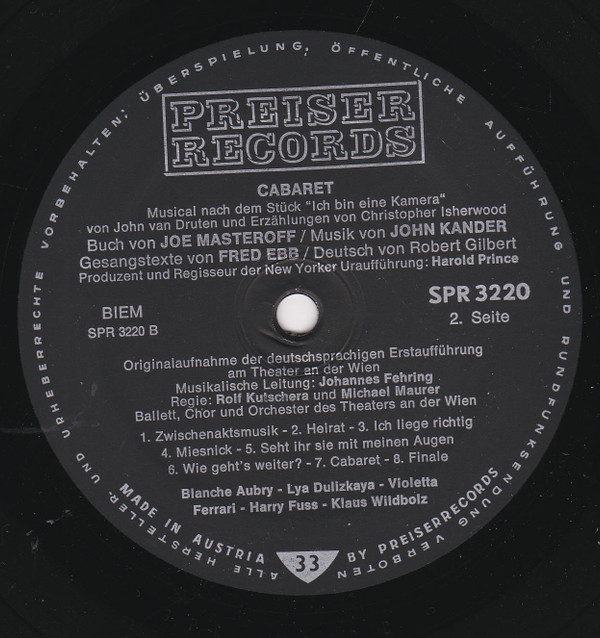 PREISER
RECORDS
CABARET
Musical nach dem Stück "Ich bin eine Kamera"
von John van Druten und Erzählungen von Christopher Isherwood
Buch von JOE MASTEROFF / Musik von JOHN KANDER
Gesangstexte von FRED EBB / Deutsch von Robert Gilbert
Produzent und Regisseur der New Yorker Uraufführung: Harold Prince
BIEM
SPR 3220 B
SPR 3220
2. Seite
Originalaufnahme der deutschsprachigen Erstaufführung
am Theater an der Wien
Musikalische Leitung: Johannes Fehring
Regie: Rolf Kutschera und Michael Maurer
Ballett, Chor und Orchester des Theaters an der Wien
1. Zwischenaktsmusik - 2. Heirat - 3. Ich liege richtig
4. Miesnick - 5. Seht ihr sie mit meinen Augen
6. Wie geht's weiter? - 7. Cabaret - 8. Finale
Blanche Aubry - Lya Dulizkaya - Violetta
Ferrari - Harry Fuss - Klaus Wildbolz
MADE IN AUSTRIA 33 BY PREISERRECORDS
ALLE HERSTELLER- UND URHEBERRECHTE VORBEHALTEN; ÜBERSPIELUNG, ÖFFENTLICHE AUFFÜHRUNG UND RUNDFUNKSENDUNG VERBOTEN